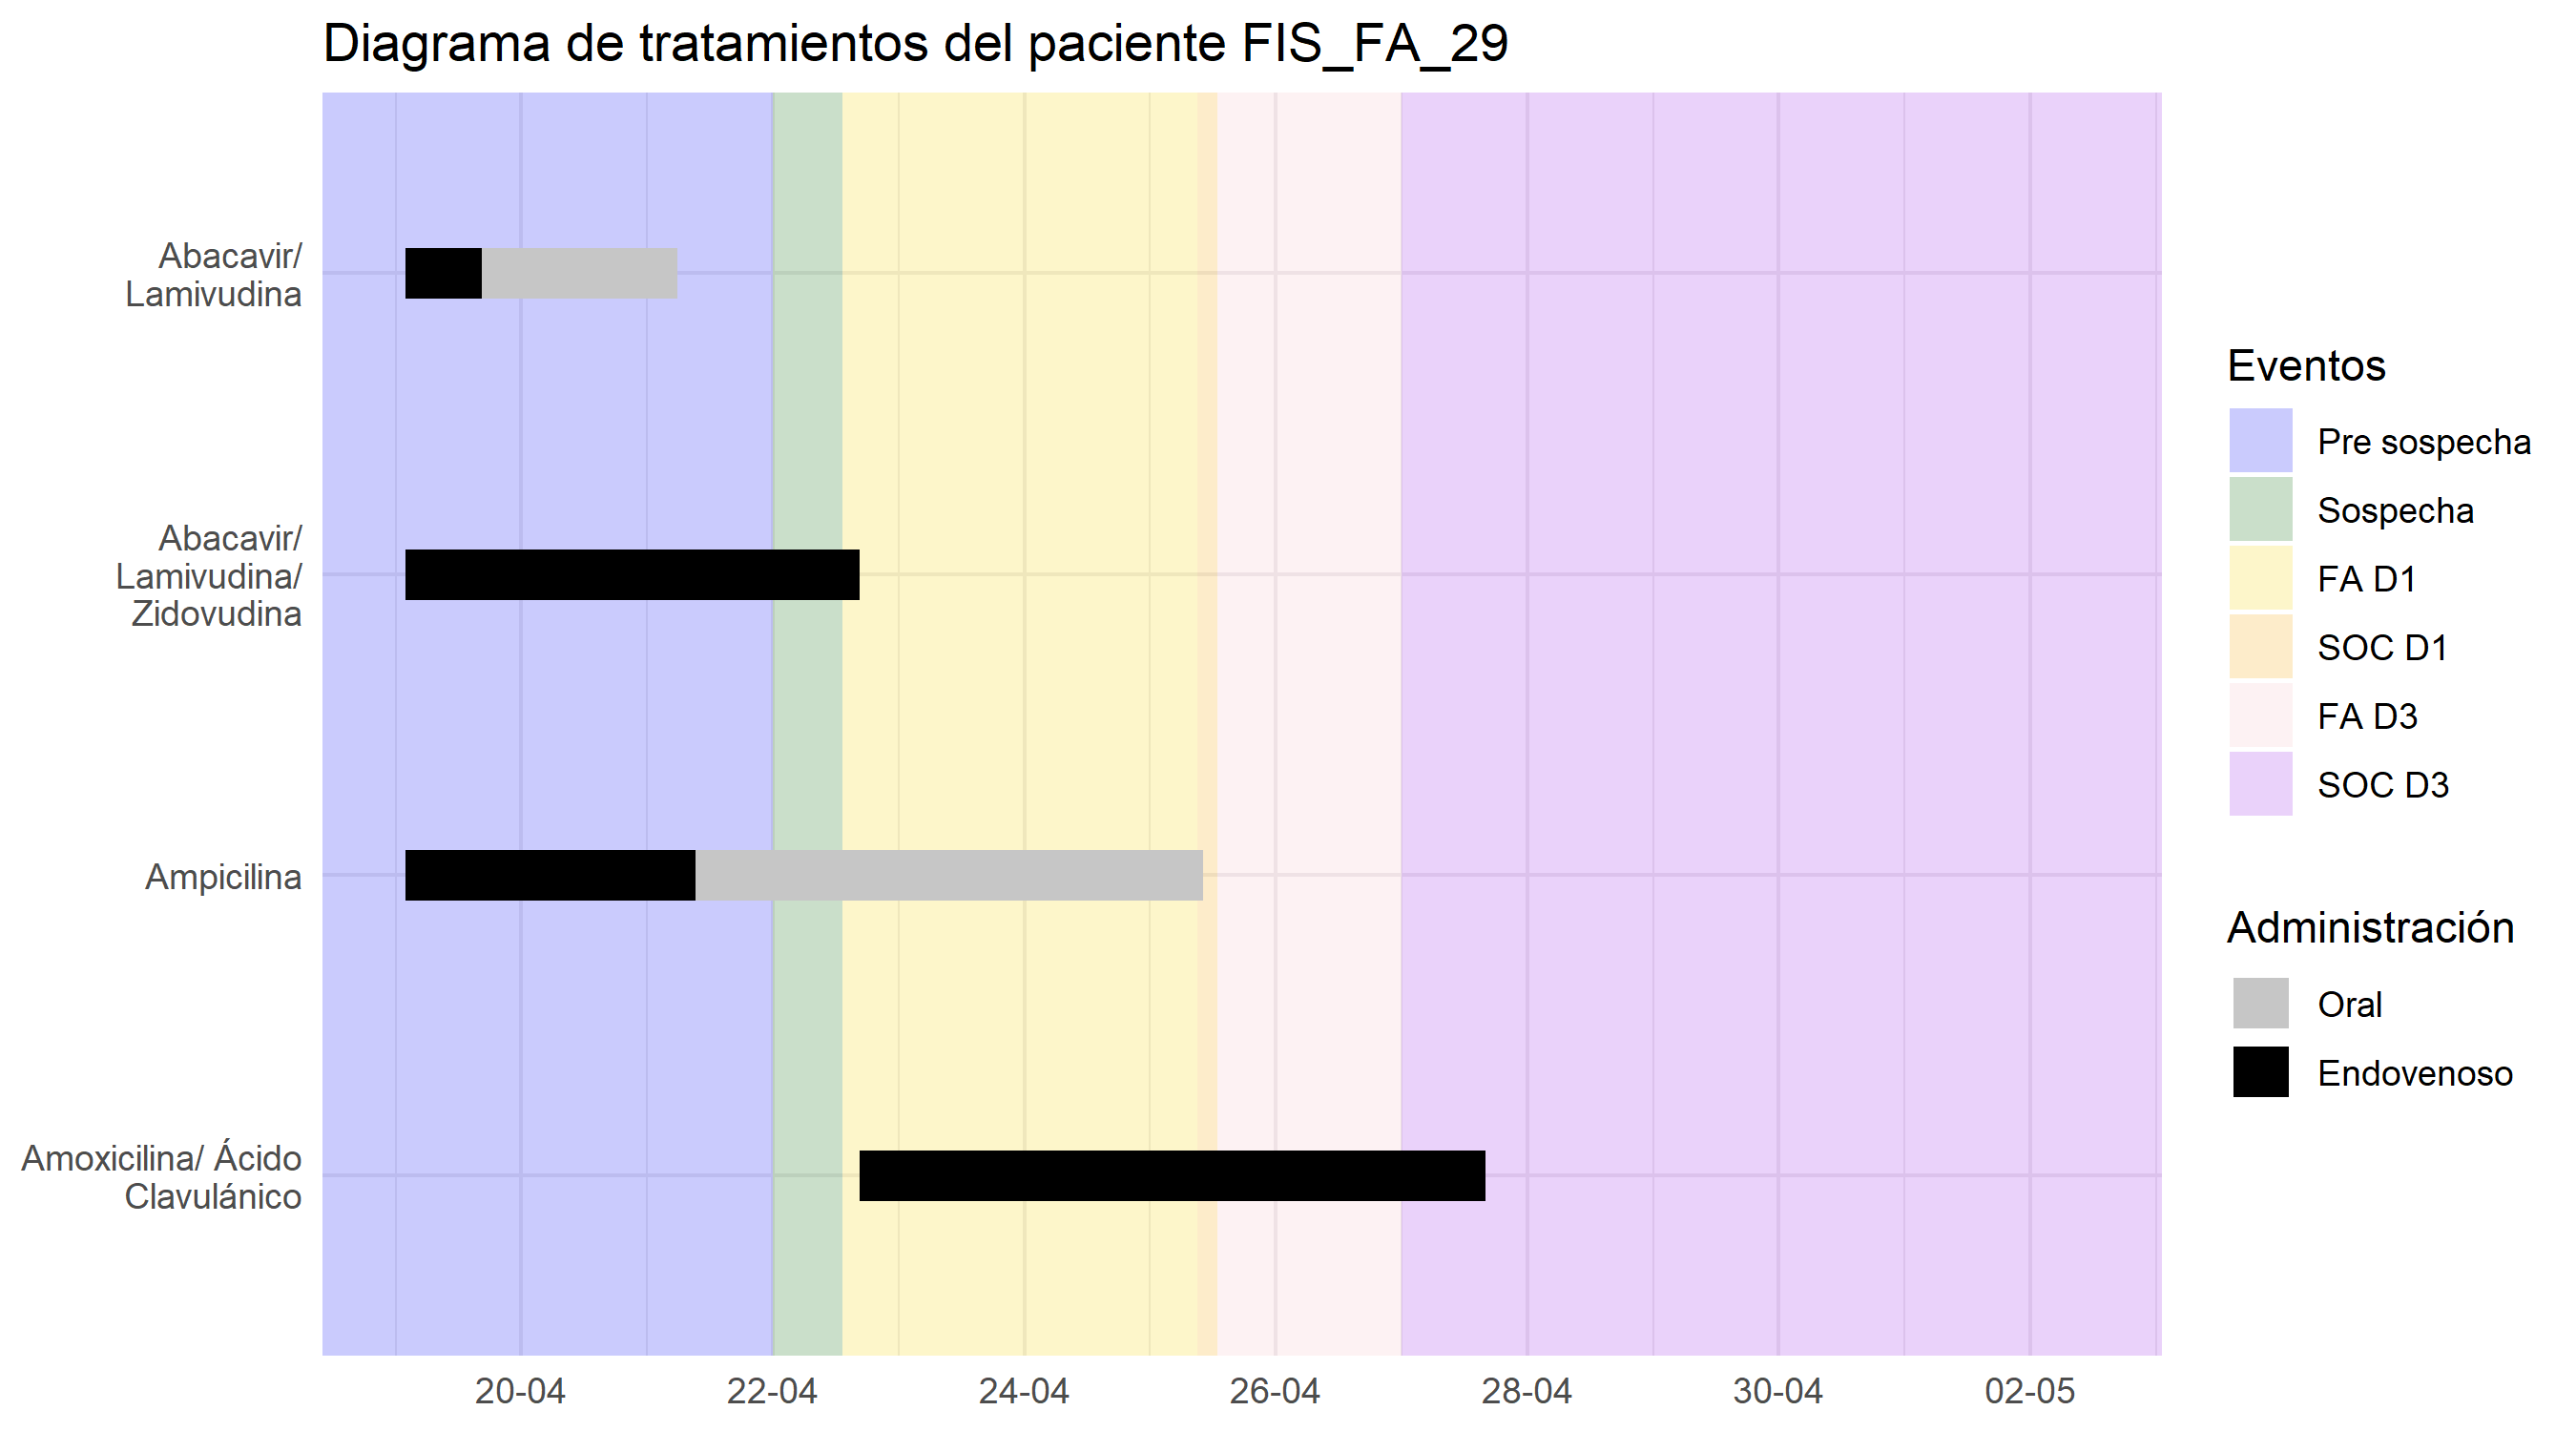 Diagrama de tratamientos del paciente FIS_FA_29
Abacavir/
Lamivudina
Abacavir/
Lamivudina/
Zidovudina
Ampicilina
Amoxicilina/ Ácido
Clavulánico
20-04
22-04
24-04
26-04
28-04
30-04
02-05
Eventos
Pre sospecha
Sospecha
FA D1
SOC D1
FA D3
SOC D3
Administración
Oral
Endovenoso